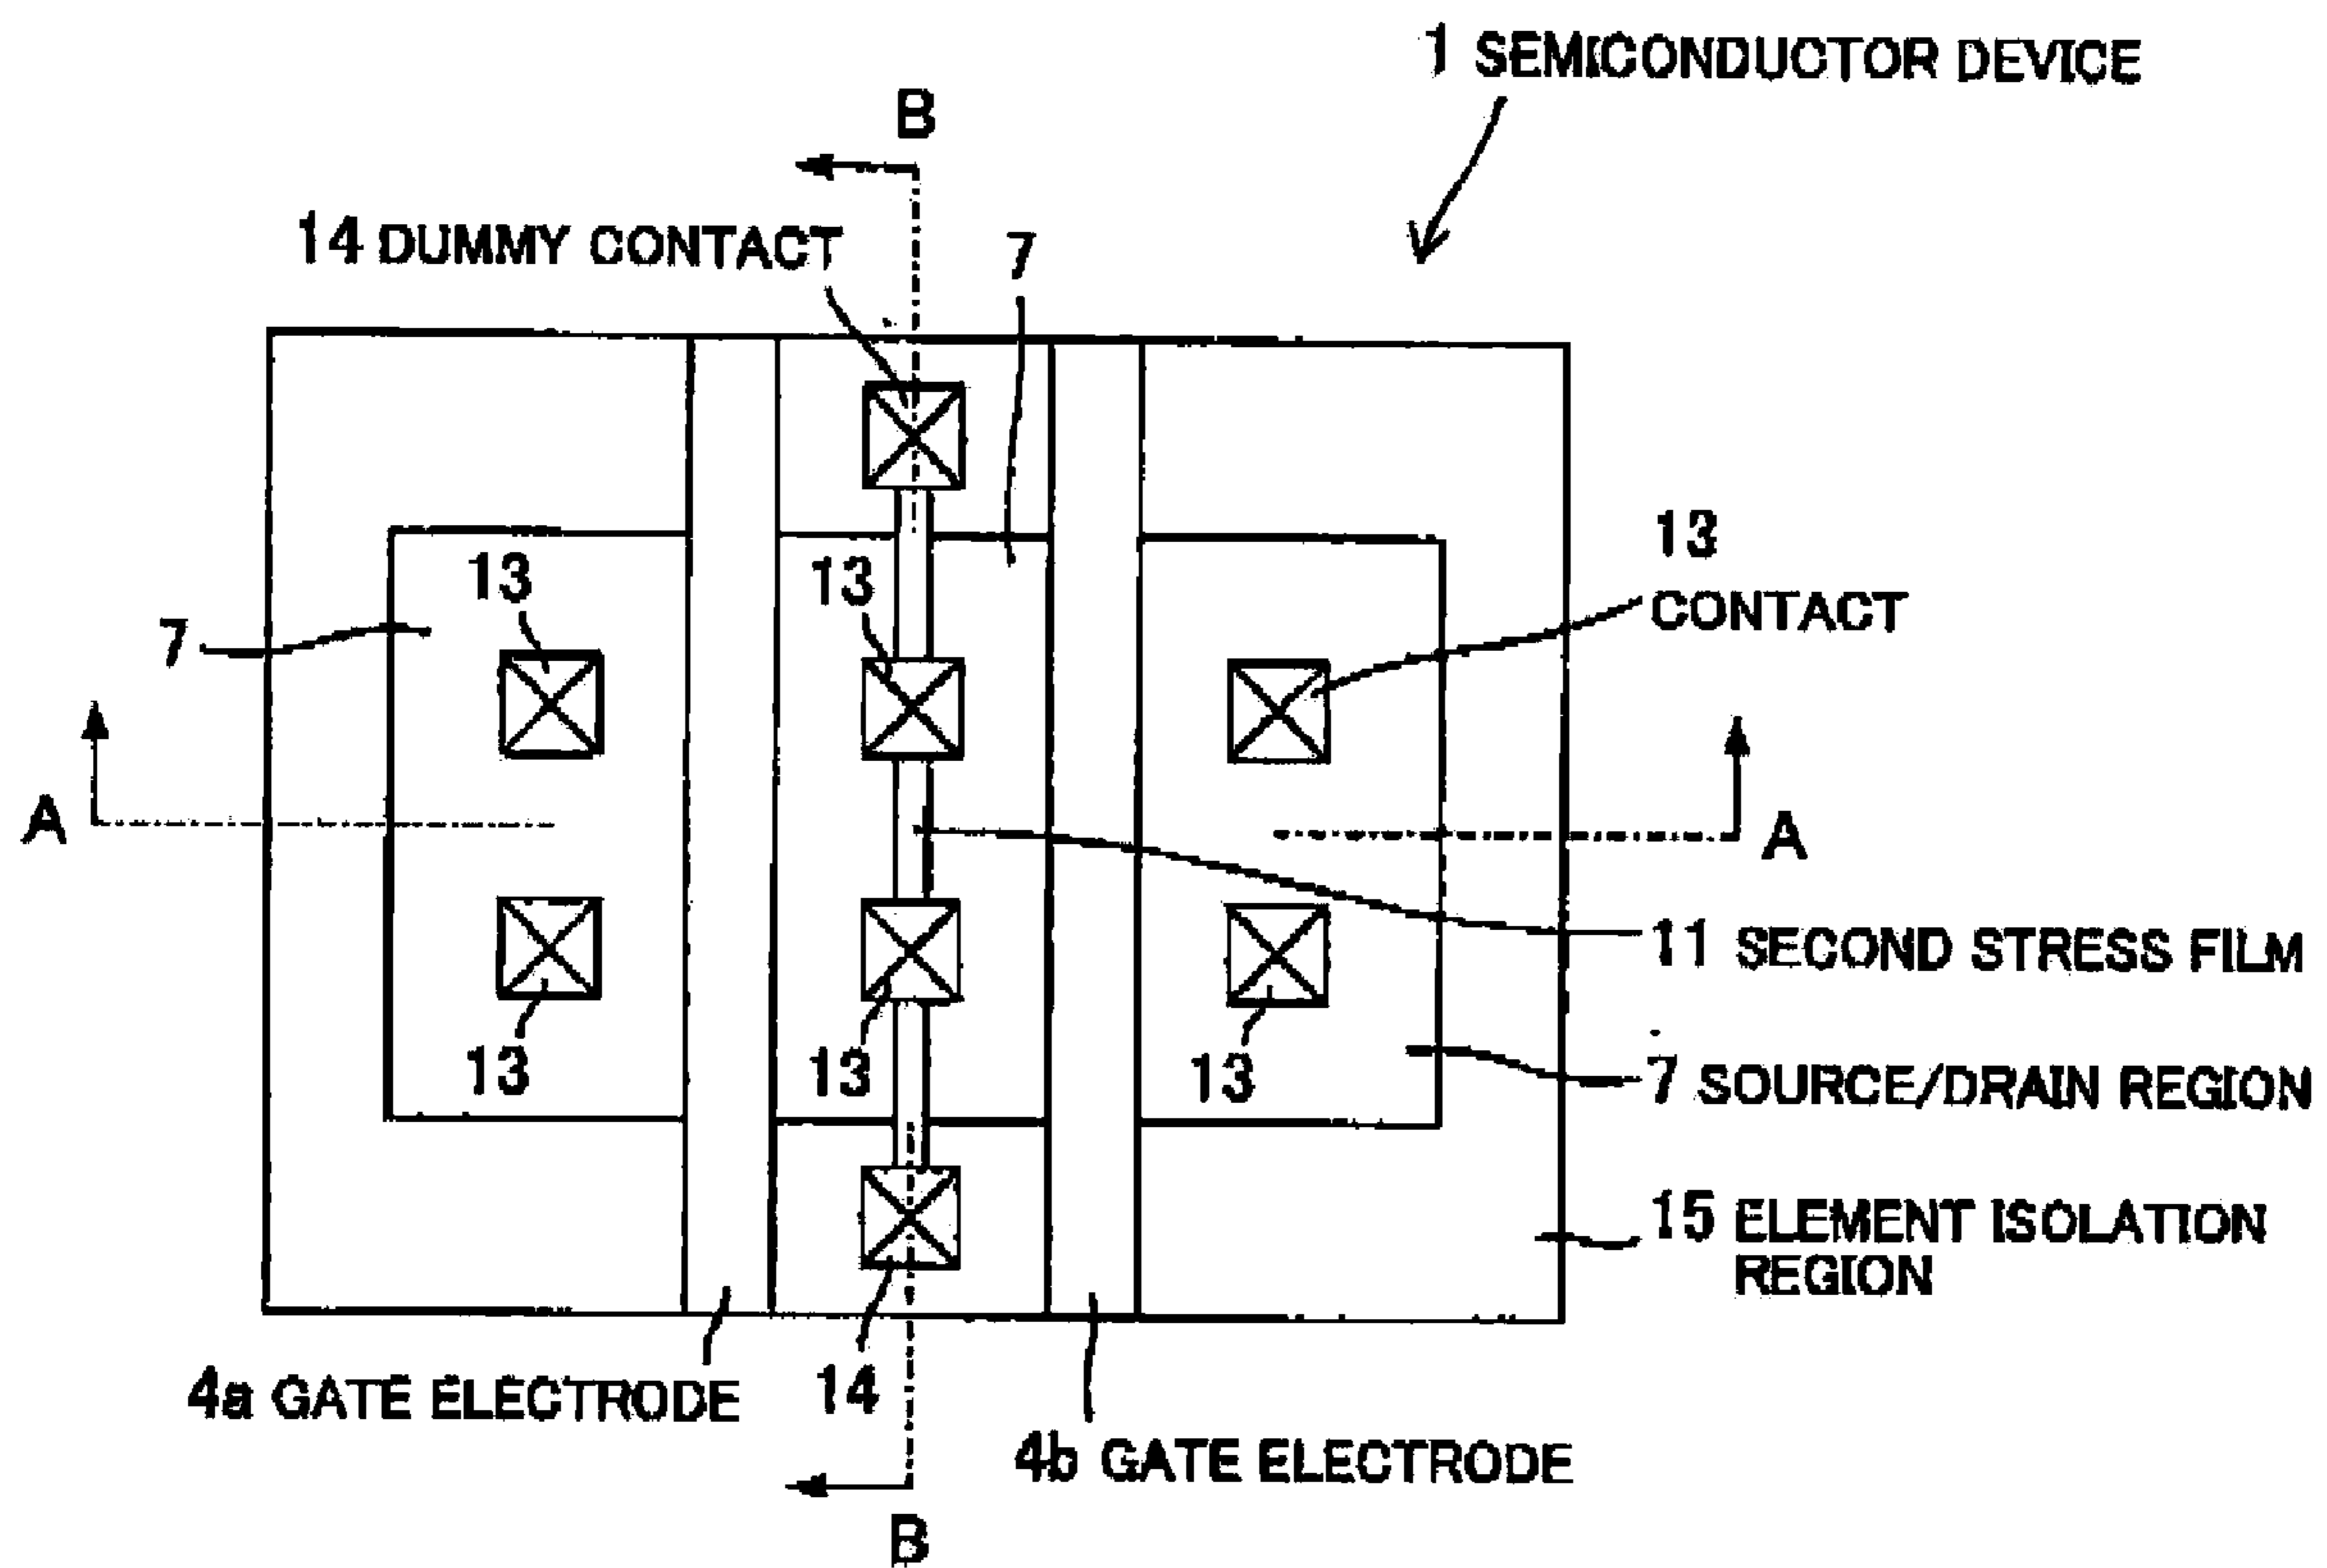 1 SEMICONDUCTOR DEVICE
B
14 DUMMY CONTACT
7
13
13
13
CONTACT
7
A
A
11 SECOND STRESS FILM
13
13
13
7 SOURCE/DRAIN REGION
15 ELEMENT ISOLATION
REGION
4a GATE ELECTRODE
14
4b GATE ELECTRODE
B